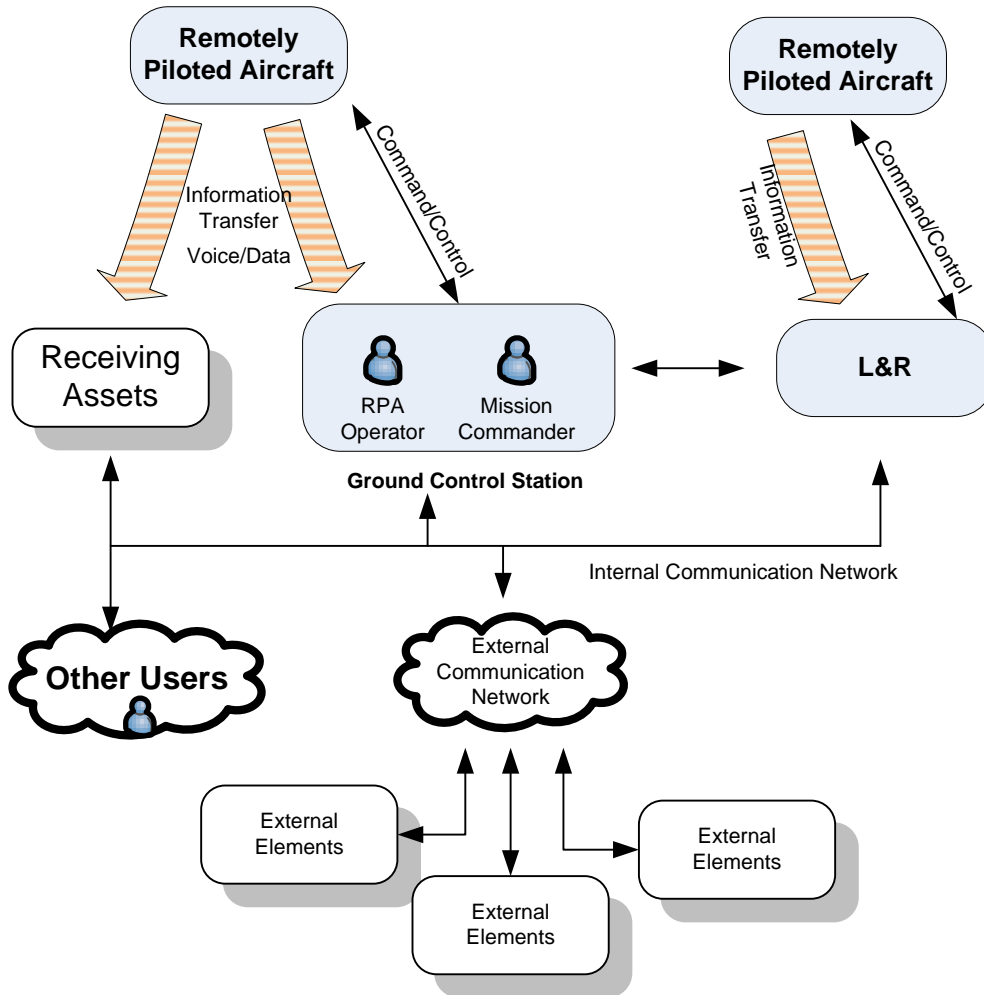 Remotely
Piloted Aircraft
Remotely
Piloted Aircraft
Command/Control
Information
Transfer
Voice/Data
Information
Transfer
Command/Control
Receiving
Assets
RPA
Operator
Mission
Commander
L&R
Ground Control Station
Internal Communication Network
Other Users
External
Communication
Network
External
Elements
External
Elements
External
Elements